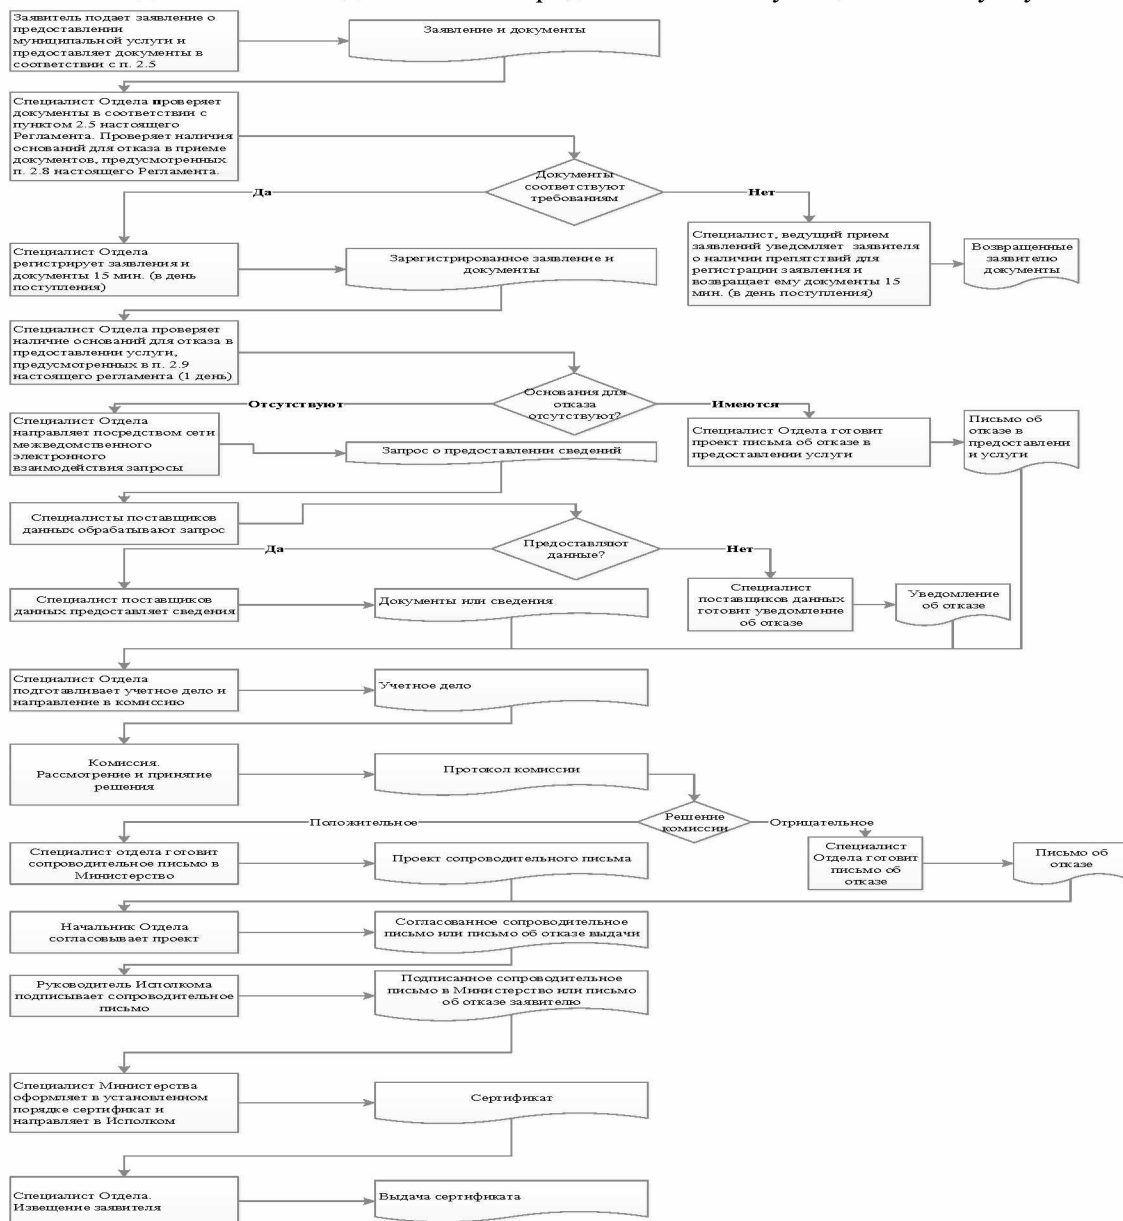 Заявитель подает заявление о
предоставлении
муниципальной услуги и
предоставляет документы в
соответствии с п. 2.5
Заявление и документы
Специалист Отдела проверяет
документы в соответствии с
пунктом 2.5 настоящего
Регламента. Проверяет наличия
оснований для отказа в приеме
документов, предусмотренных
п. 2.8 настоящего Регламента.
Документы
соответствуют
требованиям
Да
Нет
Специалист Отдела
регистрирует заявления и
документы 15 мин. (в день
поступления)
Зарегистрированное заявление и
документы
Специалист, ведущий прием
заявлений уведомляет заявителя
о наличии препятствий для
регистрации заявления и
возвращает ему документы 15
мин. (в день поступления)
Возвращенные
заявителю
документы
Специалист Отдела проверяет
наличие оснований для отказа в
предоставлении услуги,
предусмотренных в п. 2.9
настоящего регламента (1 день)
Основания для
отказа
отсутствуют?
Отсутствуют
Имеются
Специалист Отдела
направляет посредством сети
межведомственного
электронного
взаимодействия запросы
Запрос о предоставлении сведений
Специалист Отдела готовит
проект письма об отказе в
предоставлении услуги
Письмо об
отказе в
предоставлени
и услуги
Специалисты поставщиков
данных обрабатывают запрос
Предоставляют
данные?
Да
Нет
Специалист поставщиков
данных предоставляет сведения
Документы или сведения
Специалист
поставщиков данных
готовит уведомление
об отказе
Уведомление
об отказе
Специалист Отдела
подготавливает учетное дело и
направление в комиссию
Учетное дело
Комиссия.
Рассмотрение и принятие
решения
Протокол комиссии
Решение
комиссии
Положительное
Отрицательное
Специалист отдела готовит
сопроводительное письмо в
Министерство
Проект сопроводительного письма
Специалист
Отдела готовит
письмо об
отказе
Письмо об
отказе
Начальник Отдела
согласовывает проект
Согласованное сопроводительное
письмо или письмо об отказе выдачи
Руководитель Исполкома
подписывает сопроводительное
письмо
Подписанное сопроводительное
письмо в Министерство или письмо
об отказе заявителю
Специалист Министерства
оформляет в установленном
порядке сертификат и
направляет в Исполком
Сертификат
Специалист Отдела.
Извещение заявителя
Выдача сертификата